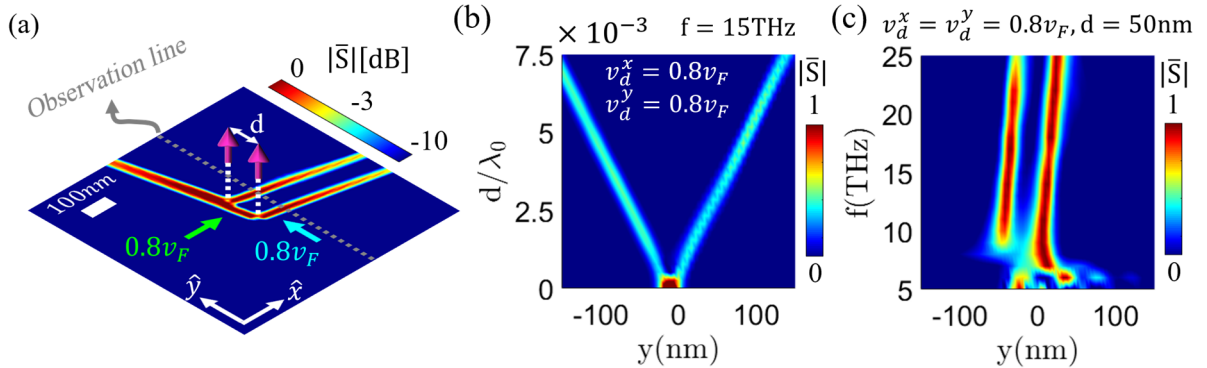 (a)
|S̅|[dB]
0
-3
-10
Observation line
d
100nm
0.8v_F
0.8v_F
ŷ
x̂
(b)
× 10⁻³
f = 15THz
7.5
5
2.5
0
d/λ₀
v_d^x = 0.8v_F
v_d^y = 0.8v_F
|S̅|
1
0
-100
0
100
y(nm)
(c)
v_d^x = v_d^y = 0.8v_F, d = 50nm
25
20
15
10
5
f(THz)
|S̅|
1
0
-100
0
100
y(nm)